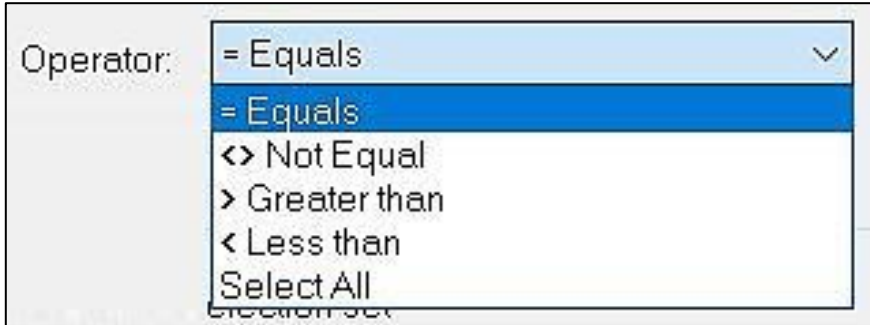 Operator: = Equals
= Equals
<> Not Equal
> Greater than
< Less than
Select All